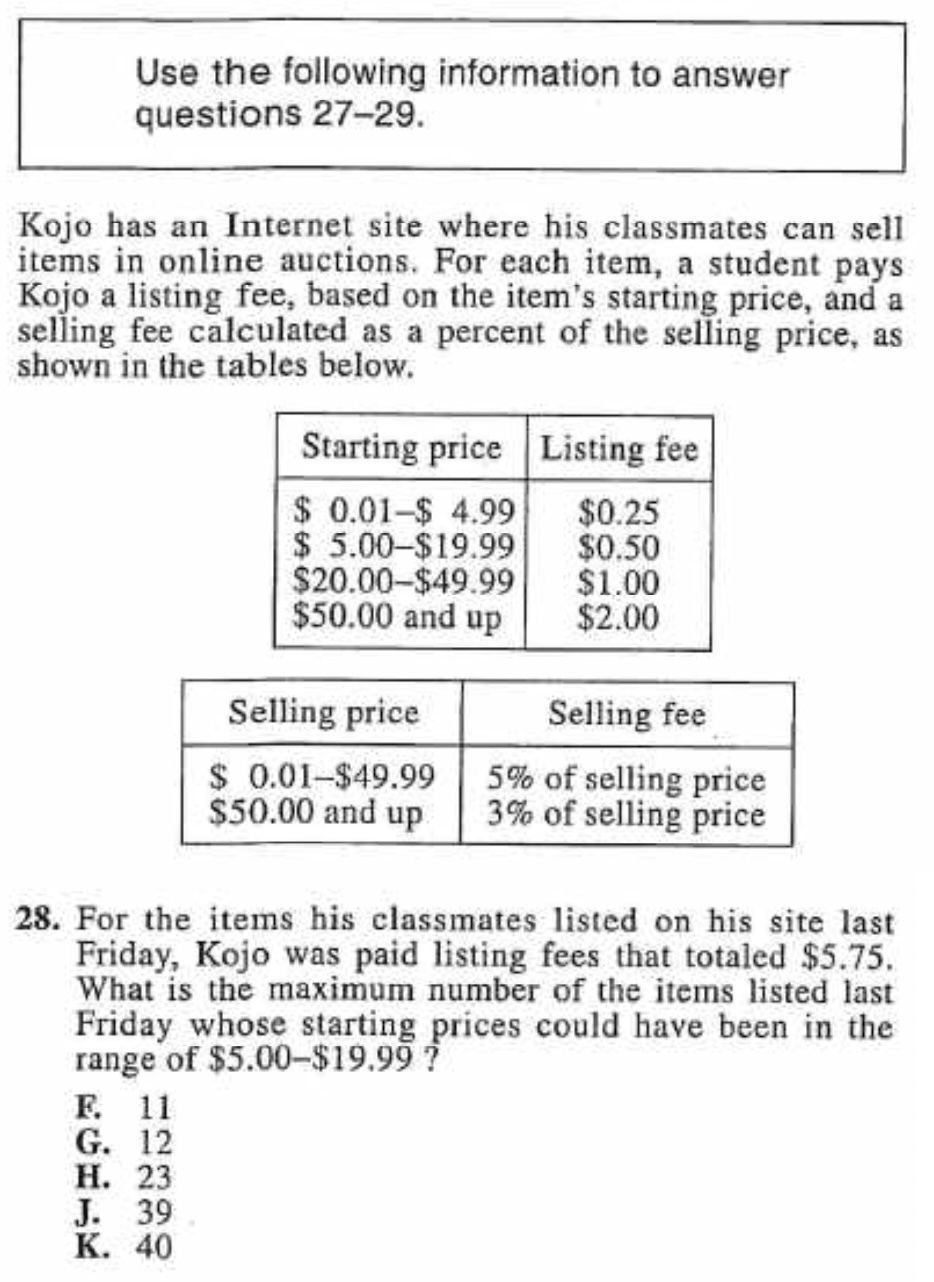 Use the following information to answer
questions 27–29.
Kojo has an Internet site where his classmates can sell
items in online auctions. For each item, a student pays
Kojo a listing fee, based on the item's starting price, and a
selling fee calculated as a percent of the selling price, as
shown in the tables below.
Starting price Listing fee
$ 0.01–$ 4.99 $0.25
$ 5.00–$19.99 $0.50
$20.00–$49.99 $1.00
$50.00 and up $2.00
Selling price Selling fee
$ 0.01–$49.99 5% of selling price
$50.00 and up 3% of selling price
28. For the items his classmates listed on his site last
Friday, Kojo was paid listing fees that totaled $5.75.
What is the maximum number of the items listed last
Friday whose starting prices could have been in the
range of $5.00–$19.99 ?
F. 11
G. 12
H. 23
J. 39
K. 40